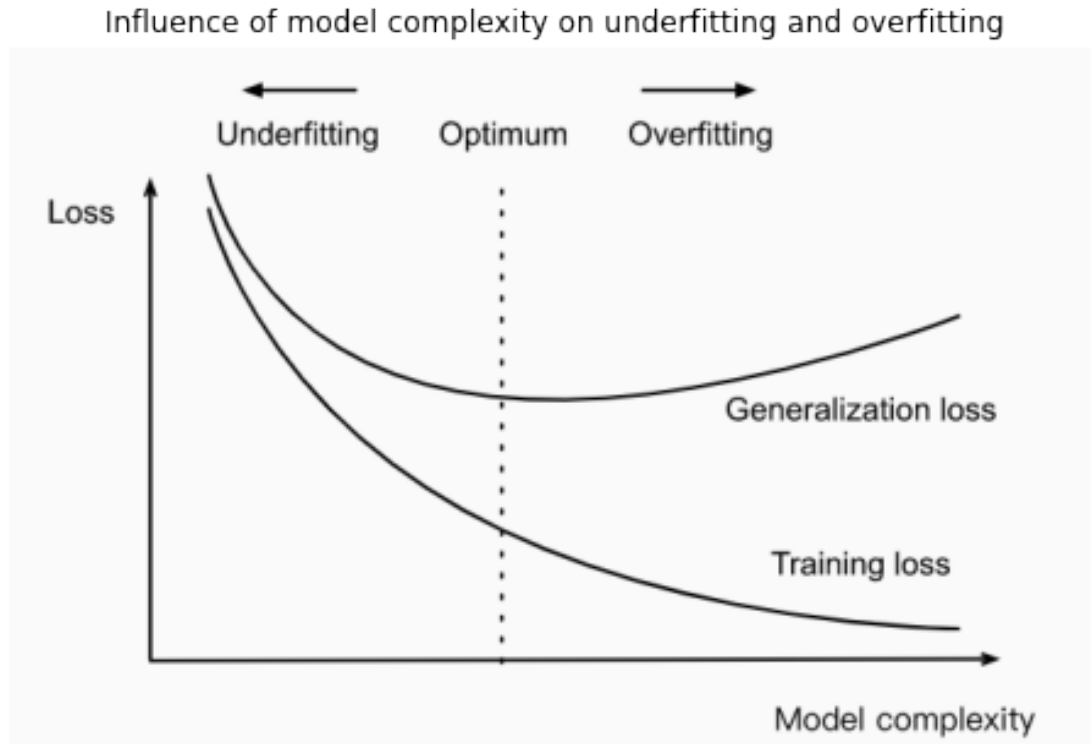 Influence of model complexity on underfitting and overfitting
Underfitting Optimum Overfitting
Loss
Generalization loss
Training loss
Model complexity